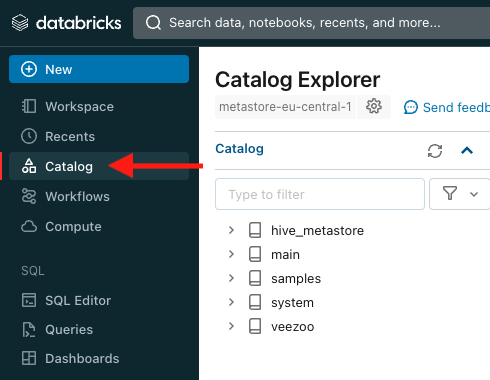 databricks
Search data, notebooks, recents, and more...
New
Workspace
Recents
Catalog
Workflows
Compute
SQL
SQL Editor
Queries
Dashboards
Catalog Explorer
metastore-eu-central-1
Send feedb
Catalog
Type to filter
hive_metastore
main
samples
system
veezoo